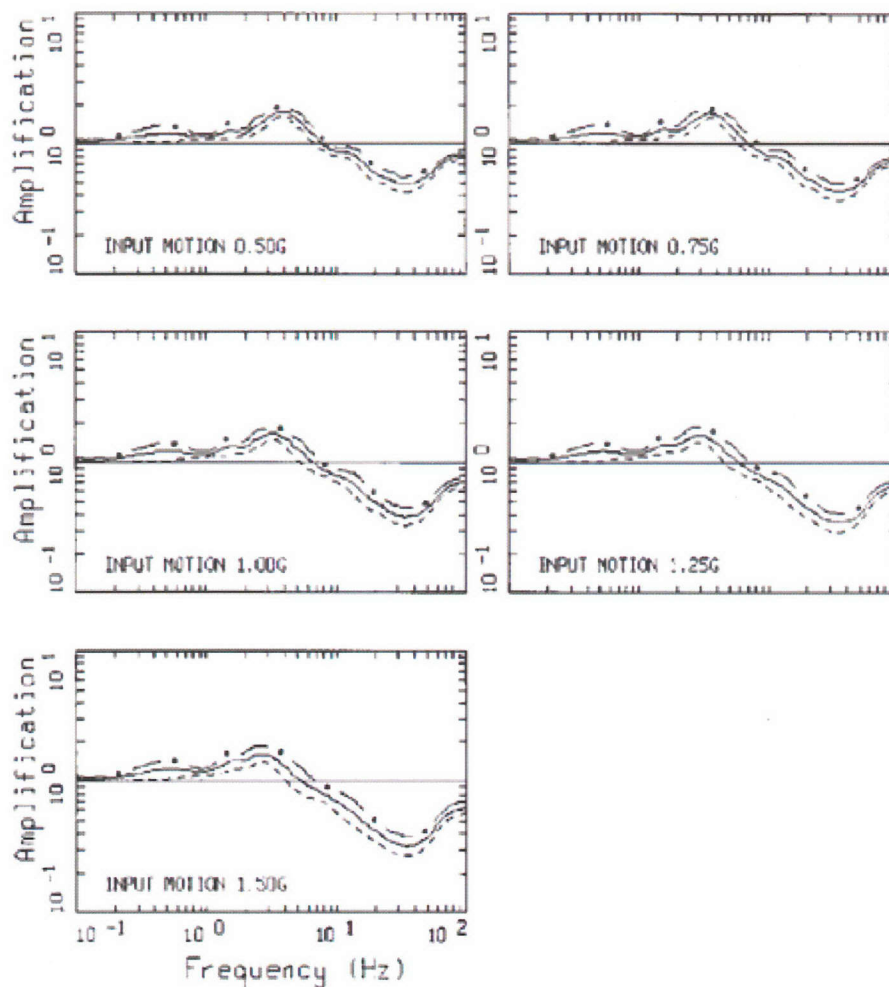 Amplification
10^1
10^0
10^-1
INPUT MOTION 0.50G
10^1
10^0
10^-1
INPUT MOTION 0.75G
Amplification
10^1
10^0
10^-1
INPUT MOTION 1.00G
10^1
10^0
10^-1
INPUT MOTION 1.25G
Amplification
10^1
10^0
10^-1
INPUT MOTION 1.50G
10^-1 10^0 10^1 10^2
Frequency (Hz)